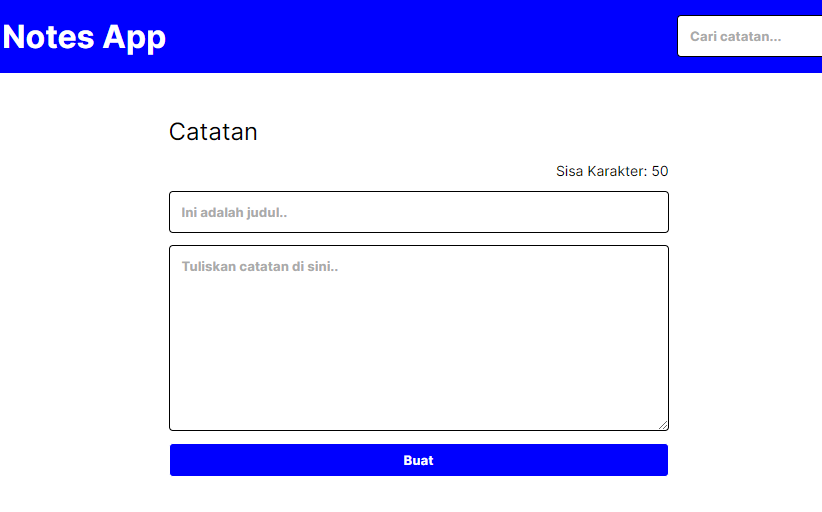 Notes App
Cari catatan...
Catatan
Sisa Karakter: 50
Ini adalah judul..
Tuliskan catatan di sini..
Buat